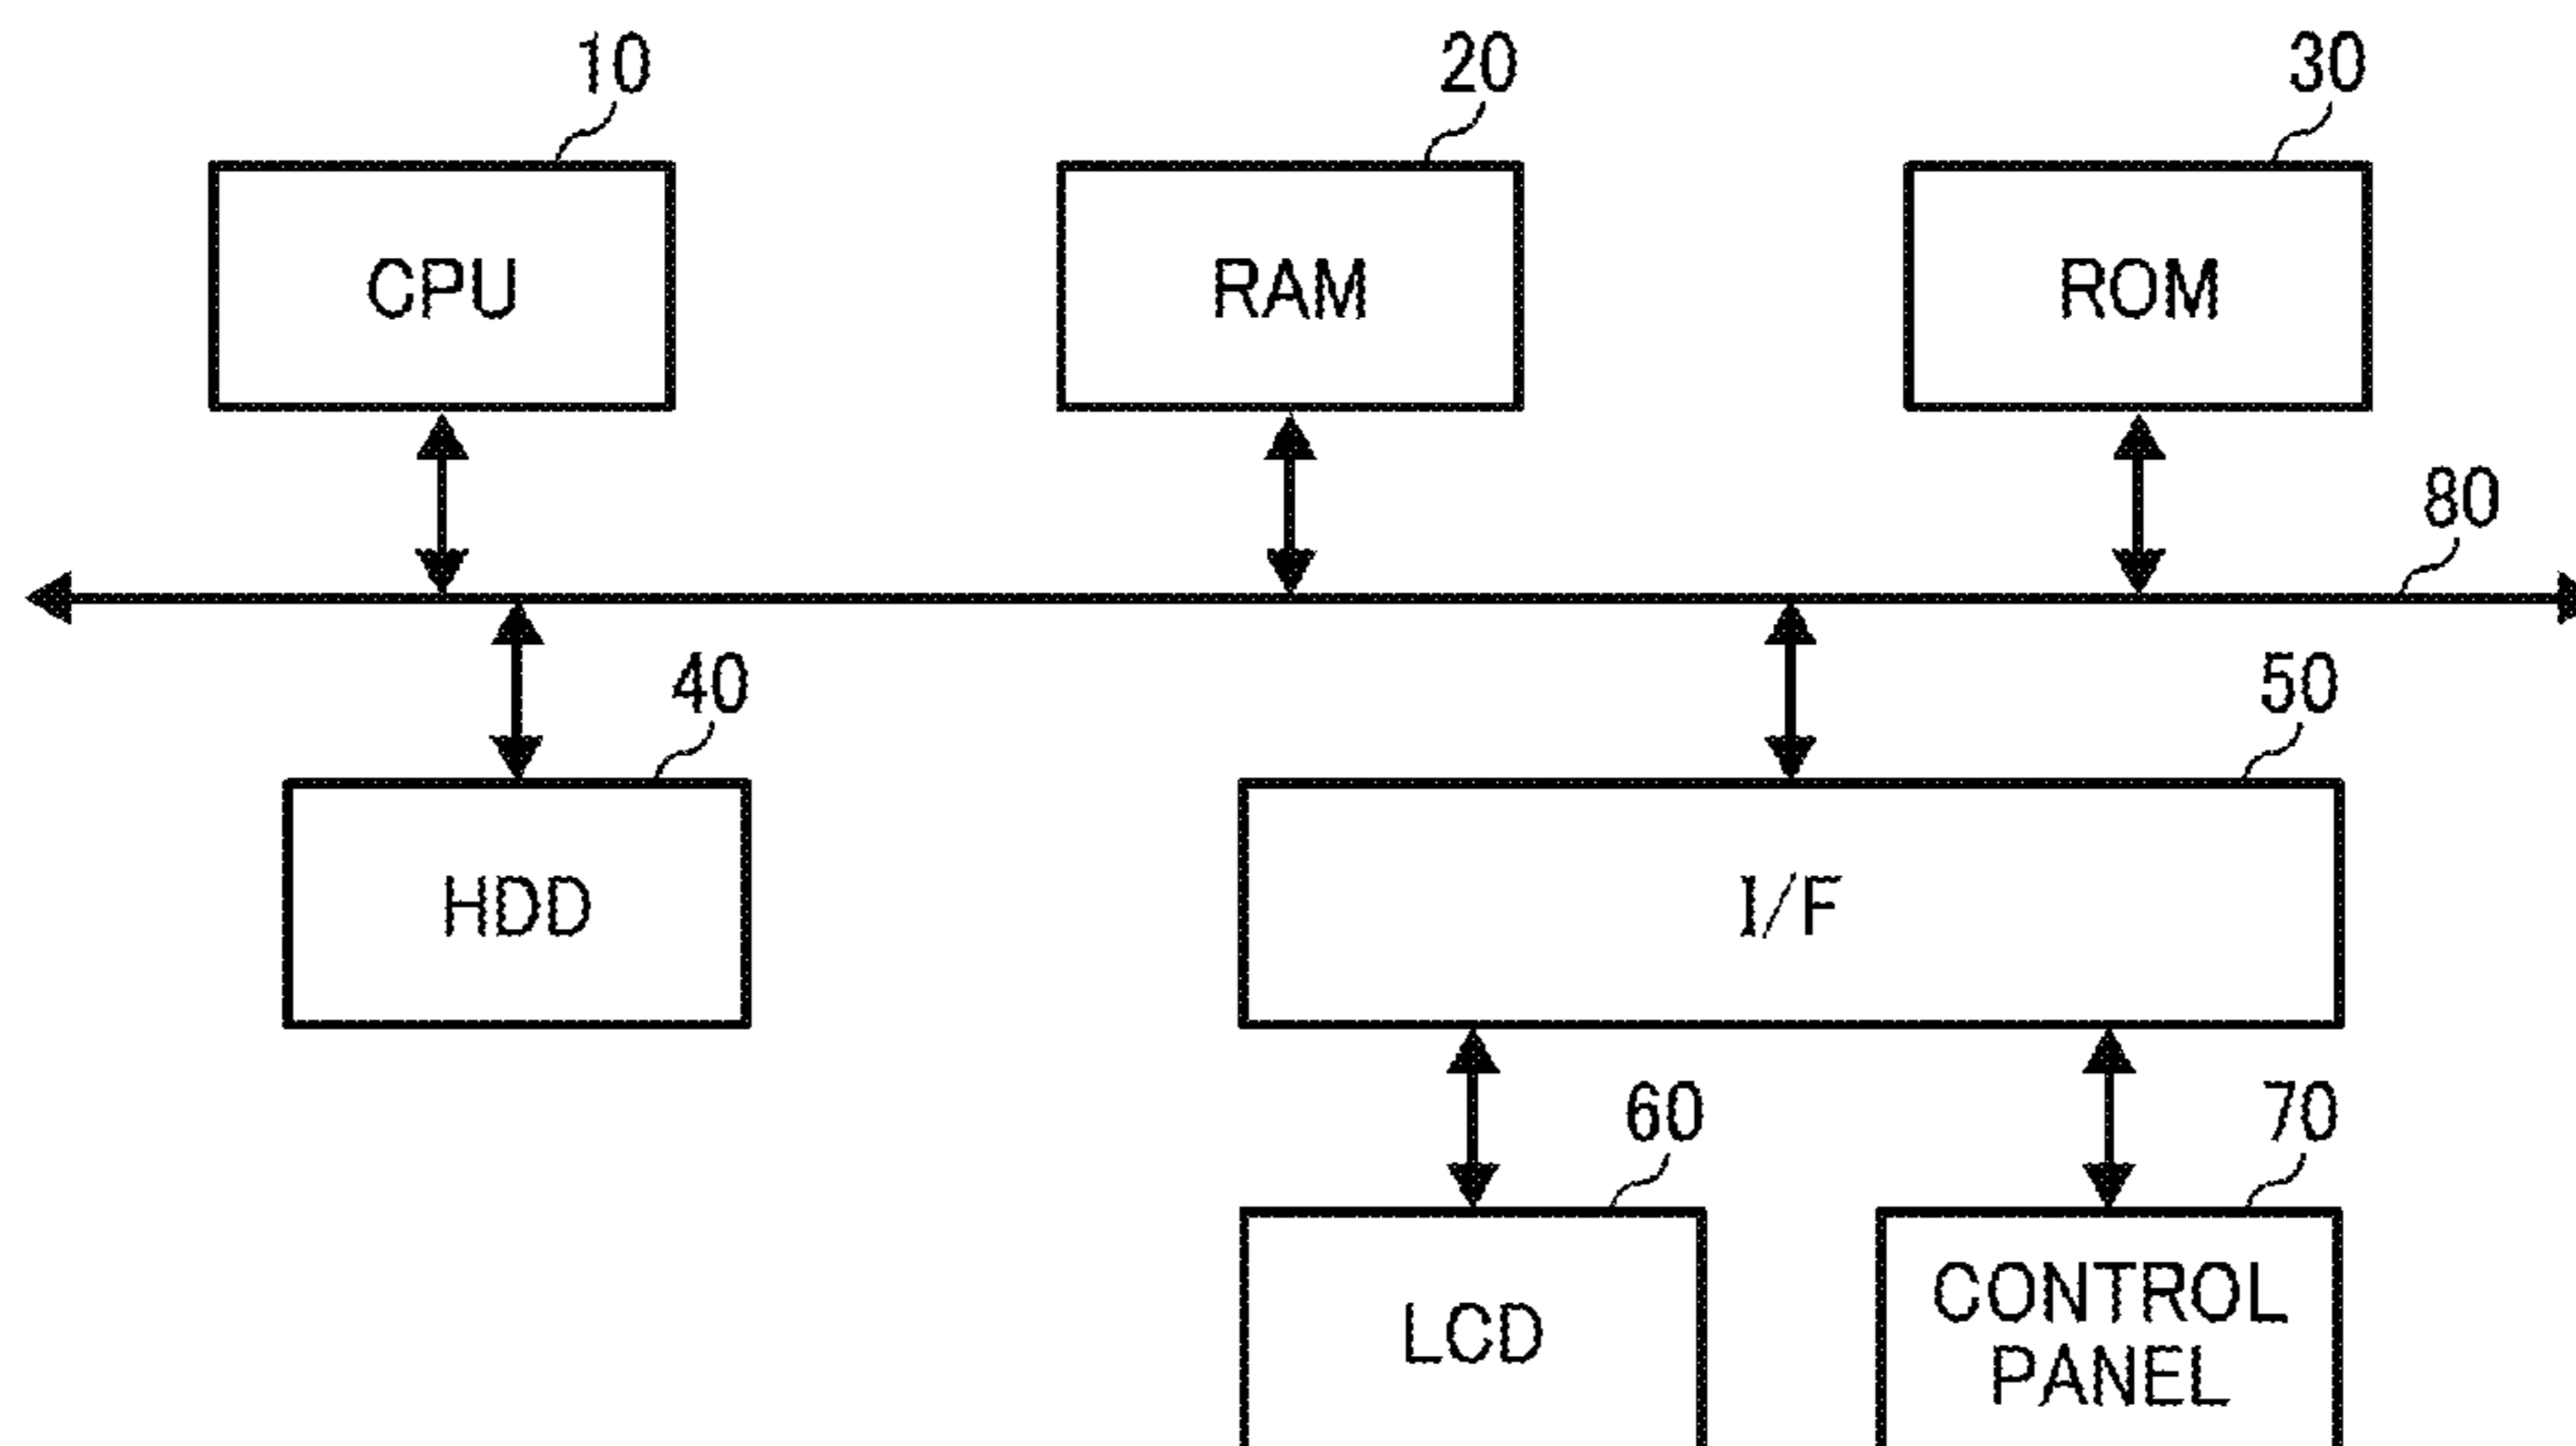 10
20
30
CPU
RAM
ROM
80
40
50
HDD
I/F
60
70
LCD
CONTROL
PANEL